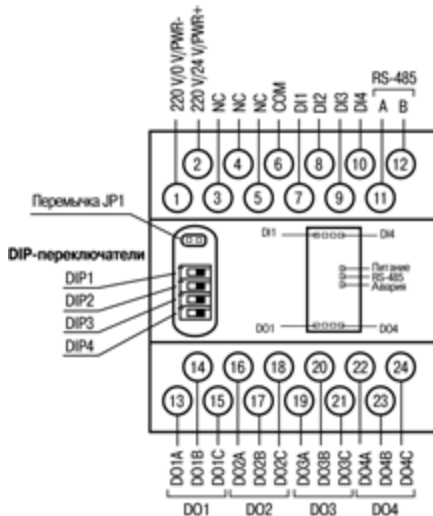 220 V/0 V/PWR-
220 V/24 V/PWR+
NC
NC
NC
COM
DI1
DI2
DI3
DI4
RS-485
A
B
2 4 6 8 10 12
1 3 5 7 9 11
Перемычка JP1
DIP-переключатели
DIP1
DIP2
DIP3
DIP4
DI1 DI4
Питание
RS-485
Авария
DO1 DO4
14 16 18 20 22 24
13 15 17 19 21 23
DO1A
DO1B
DO1C
DO2A
DO2B
DO2C
DO3A
DO3B
DO3C
DO4A
DO4B
DO4C
DO1 DO2 DO3 DO4